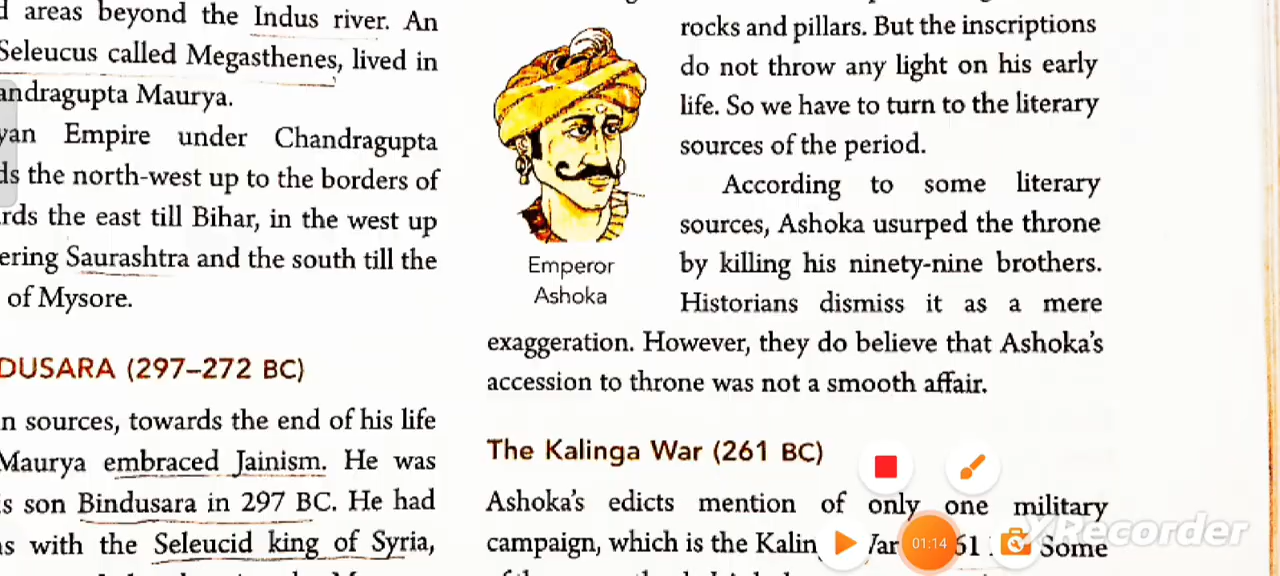 areas beyond the Indus river. An
Seleucus called Megasthenes, lived in
andragupta Maurya.
Empire under Chandragupta
the north-west up to the borders of
the east till Bihar, in the west up
ering Saurashtra and the south till the
of Mysore.
DUSARA (297–272 BC)
n sources, towards the end of his life
Maurya embraced Jainism. He was
s son Bindusara in 297 BC. He had
with the Seleucid king of Syria,
rocks and pillars. But the inscriptions
do not throw any light on his early
life. So we have to turn to the literary
sources of the period.
According to some literary
sources, Ashoka usurped the throne
by killing his ninety-nine brothers.
Historians dismiss it as a mere
exaggeration. However, they do believe that Ashoka's
accession to throne was not a smooth affair.
Emperor
Ashoka
The Kalinga War (261 BC)
Ashoka's edicts mention of only one military
campaign, which is the Kalin 61 Some
01:14
XRecorder